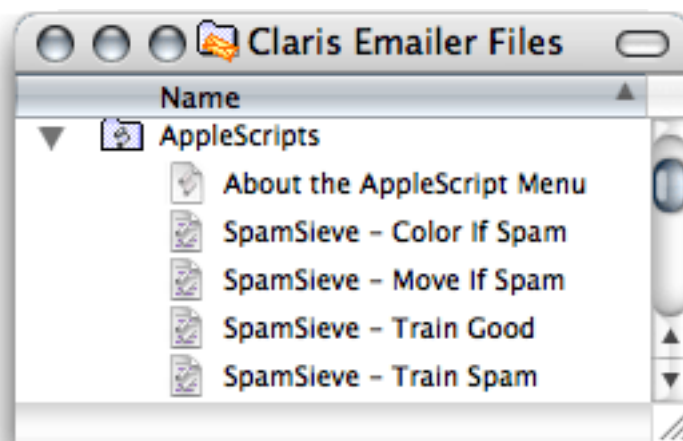 Claris Emailer Files
Name
AppleScripts
About the AppleScript Menu
SpamSieve – Color If Spam
SpamSieve – Move If Spam
SpamSieve – Train Good
SpamSieve – Train Spam